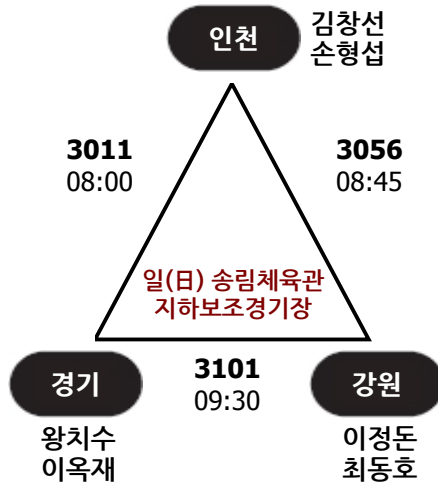 인천
김창선
손형섭
3011
08:00
3056
08:45
일(日) 송림체육관
지하보조경기장
경기
3101
09:30
강원
왕치수
이옥재
이정돈
최동호